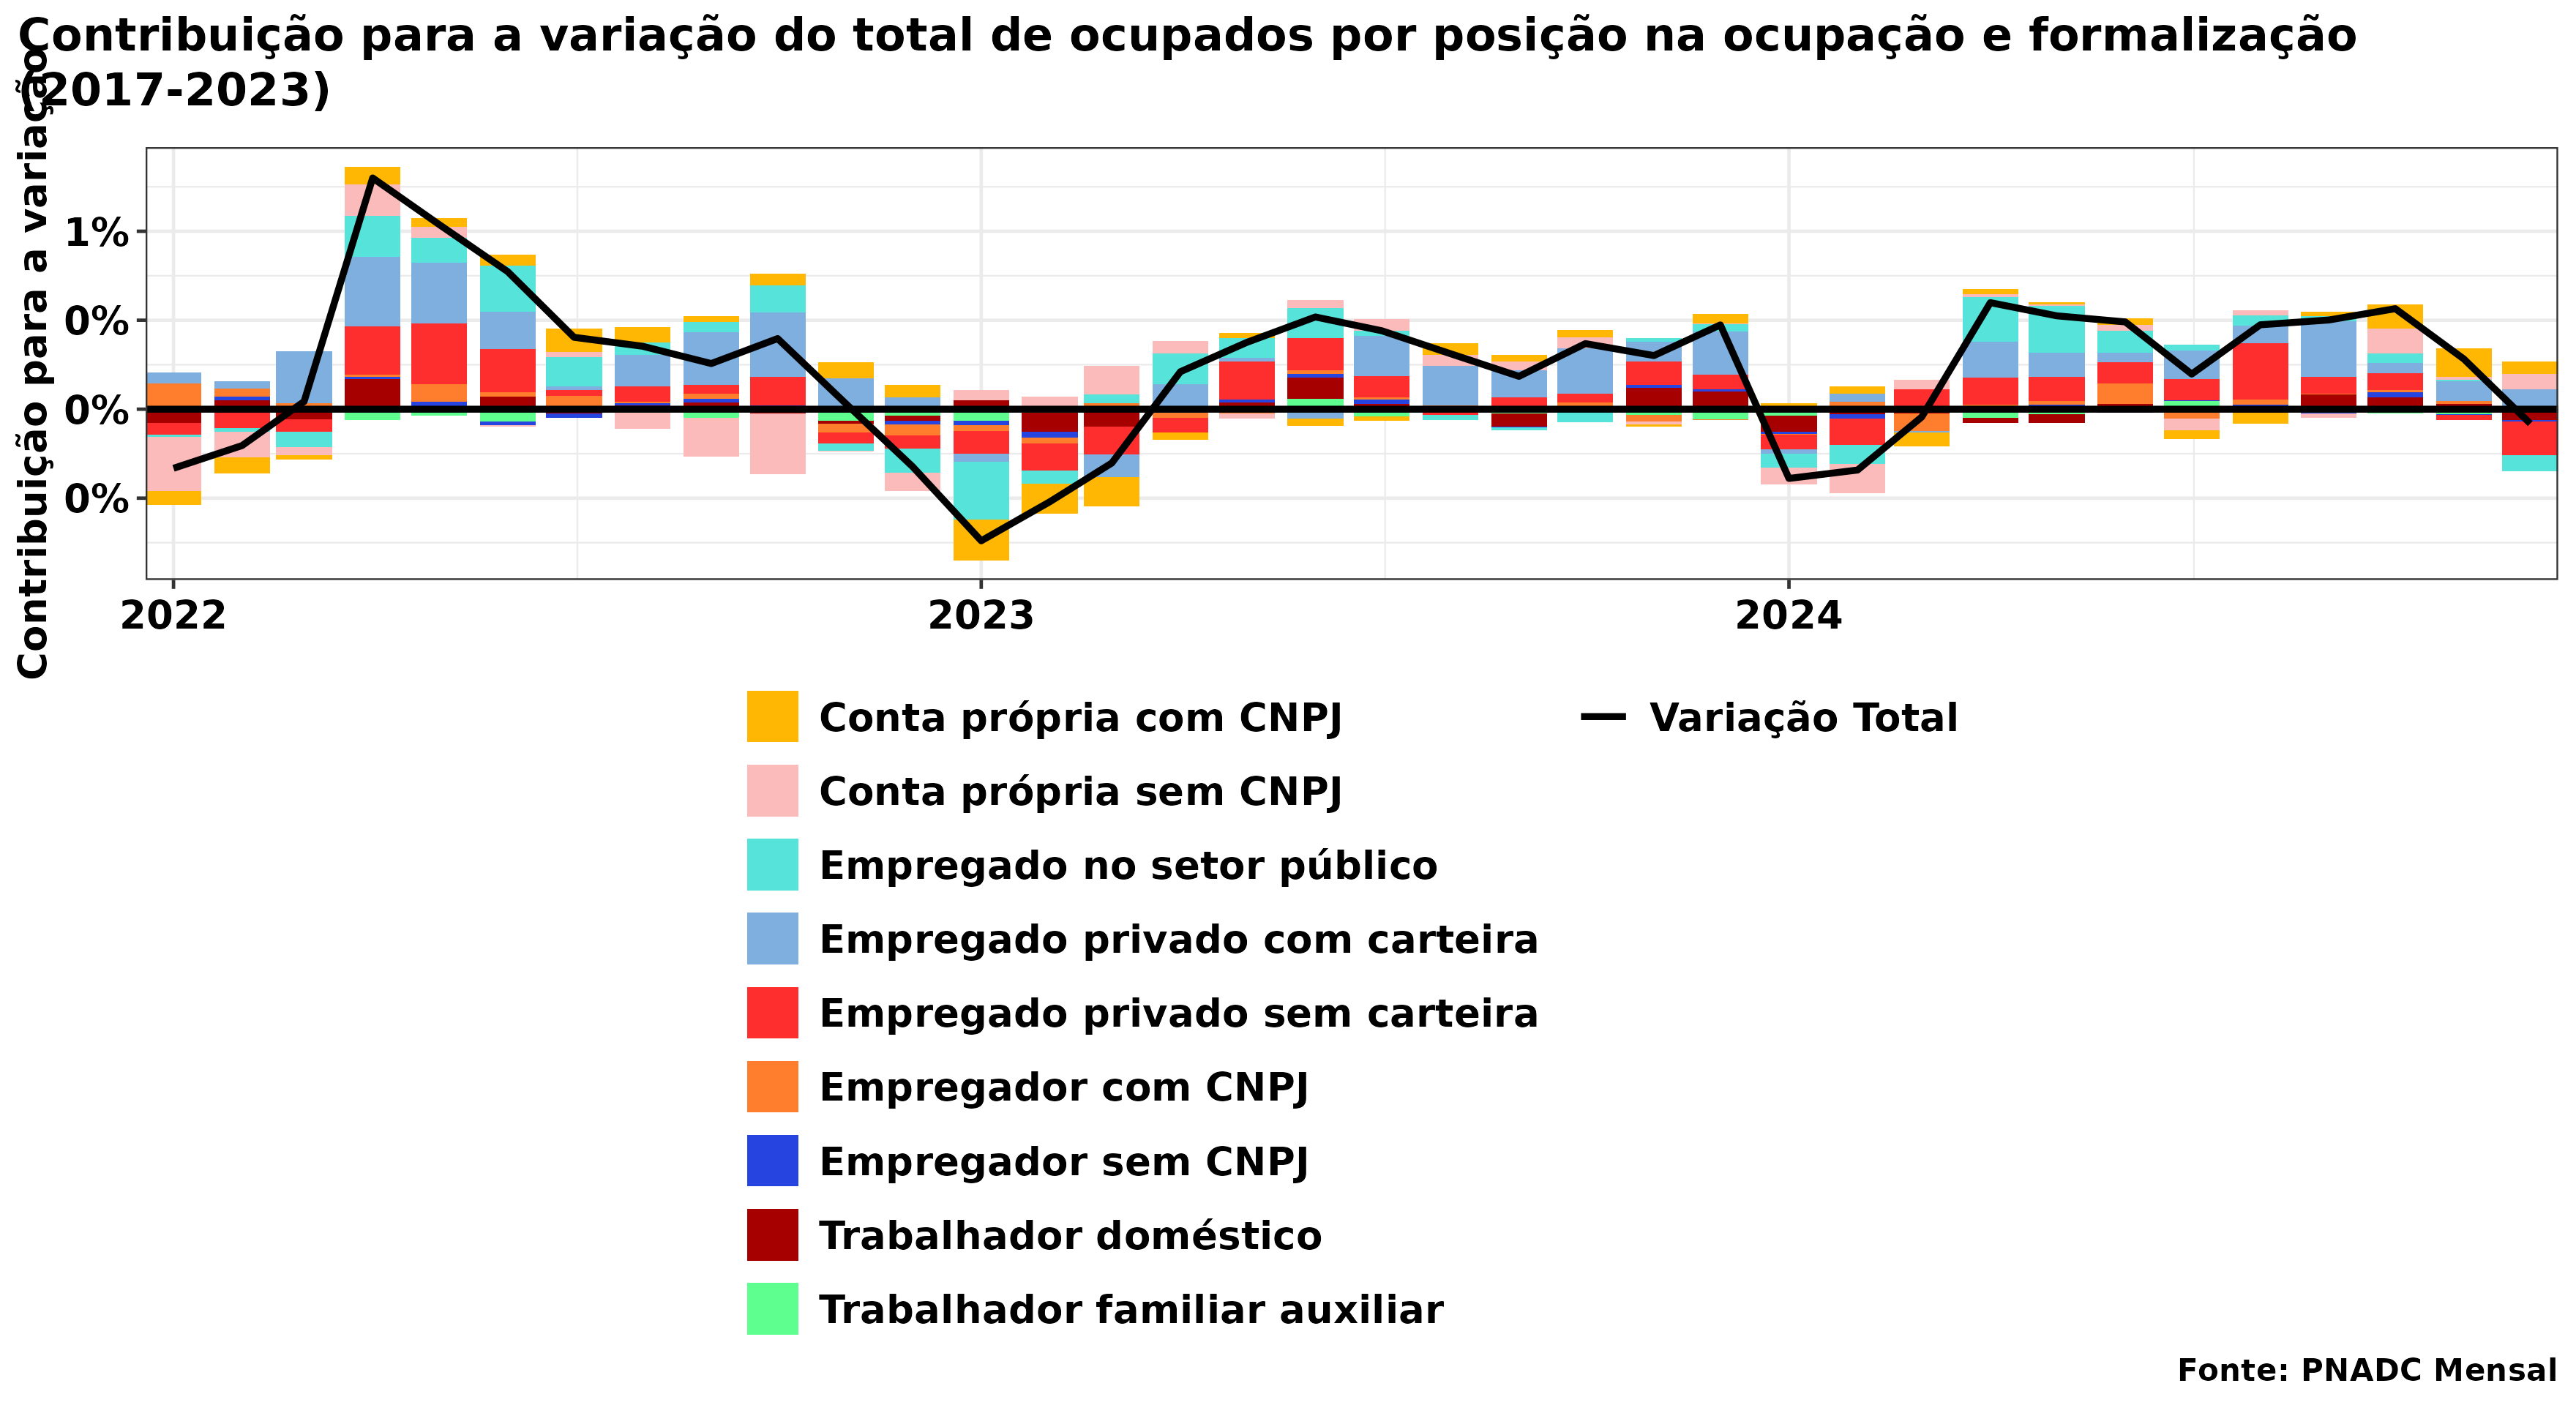 Contribuição para a variação do total de ocupados por posição na ocupação e formalização
(2017-2023)
Contribuição para a variação
1%
0%
0%
0%
2022
2023
2024
Conta própria com CNPJ
Conta própria sem CNPJ
Empregado no setor público
Empregado privado com carteira
Empregado privado sem carteira
Empregador com CNPJ
Empregador sem CNPJ
Trabalhador doméstico
Trabalhador familiar auxiliar
Variação Total
Fonte: PNADC Mensal